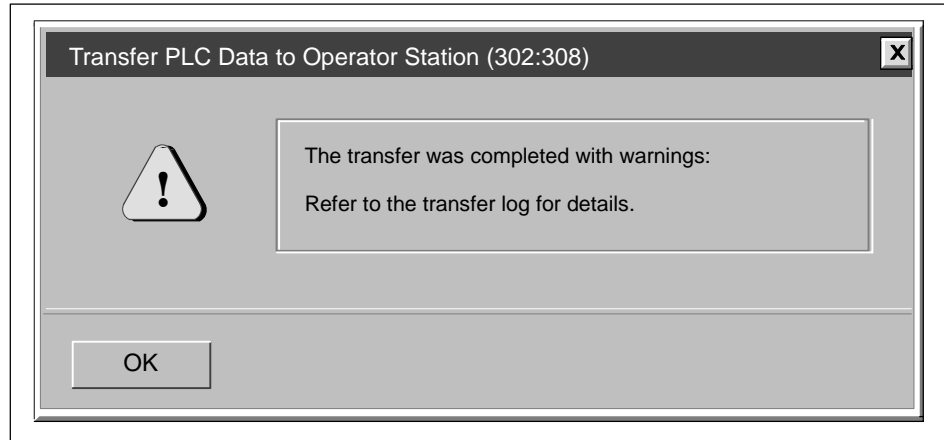 Transfer PLC Data to Operator Station (302:308)
X
!
The transfer was completed with warnings:
Refer to the transfer log for details.
OK